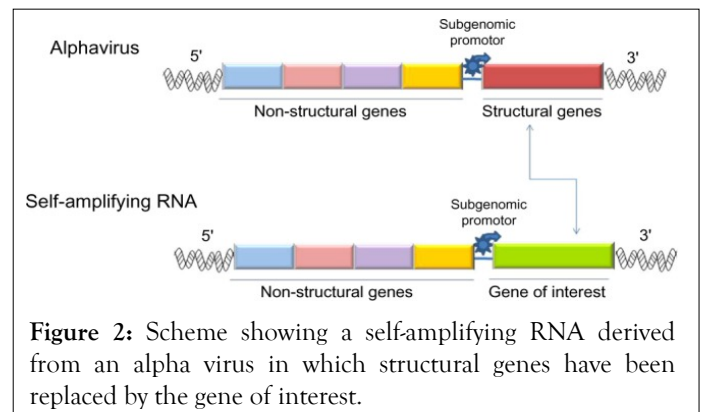 Subgenomic
promotor
Alphavirus
5'
3'
Non-structural genes
Structural genes
Self-amplifying RNA
Subgenomic
promotor
5'
3'
Non-structural genes
Gene of interest
Figure 2: Scheme showing a self-amplifying RNA derived
from an alpha virus in which structural genes have been
replaced by the gene of interest.